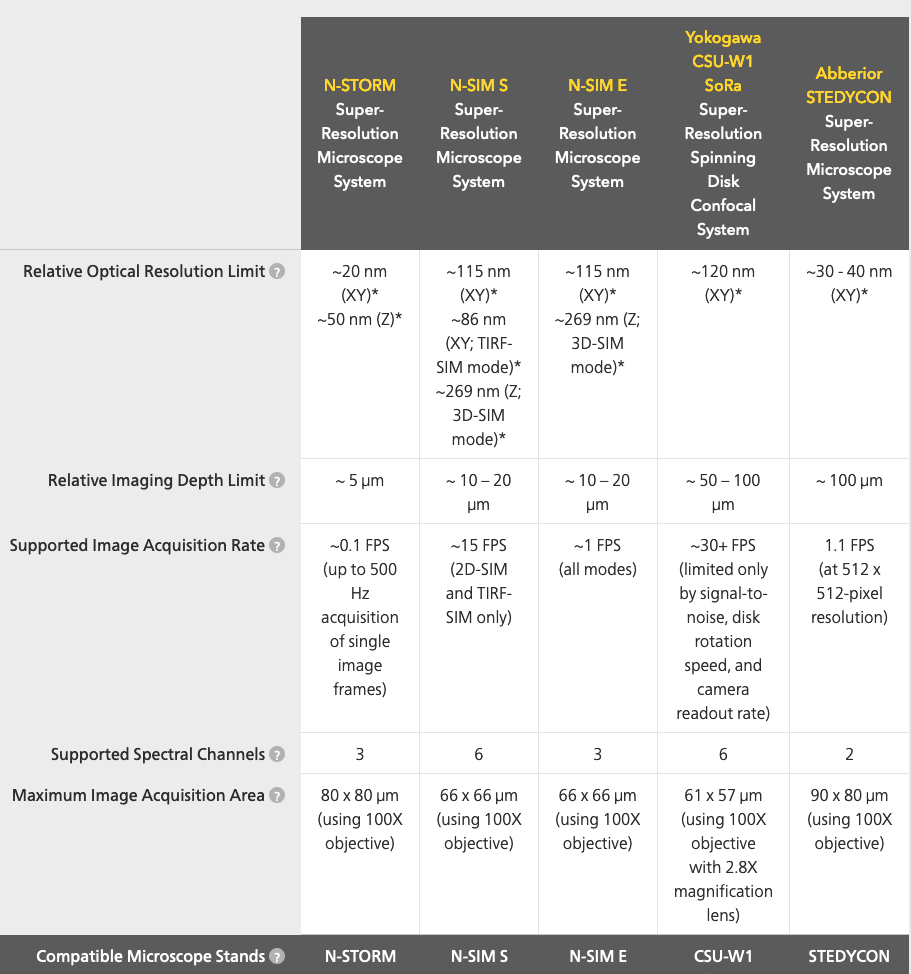 N-STORM
Super-
Resolution
Microscope
System
N-SIM S
Super-
Resolution
Microscope
System
N-SIM E
Super-
Resolution
Microscope
System
Yokogawa
CSU-W1
SoRa
Super-
Resolution
Spinning
Disk
Confocal
System
Abberior
STEDYCON
Super-
Resolution
Microscope
System
Relative Optical Resolution Limit ?
~20 nm
(XY)*
~50 nm (Z)*
~115 nm
(XY)*
~86 nm
(XY; TIRF-
SIM mode)*
~269 nm (Z;
3D-SIM
mode)*
~115 nm
(XY)*
~269 nm (Z;
3D-SIM
mode)*
~120 nm
(XY)*
~30 - 40 nm
(XY)*
Relative Imaging Depth Limit ?
~ 5 µm
~ 10 – 20
µm
~ 10 – 20
µm
~ 50 – 100
µm
~ 100 µm
Supported Image Acquisition Rate ?
~0.1 FPS
(up to 500
Hz
acquisition
of single
image
frames)
~15 FPS
(2D-SIM
and TIRF-
SIM only)
~1 FPS
(all modes)
~30+ FPS
(limited only
by signal-to-
noise, disk
rotation
speed, and
camera
readout rate)
1.1 FPS
(at 512 x
512-pixel
resolution)
Supported Spectral Channels ?
3
6
3
6
2
Maximum Image Acquisition Area ?
80 x 80 µm
(using 100X
objective)
66 x 66 µm
(using 100X
objective)
66 x 66 µm
(using 100X
objective)
61 x 57 µm
(using 100X
objective
with 2.8X
magnification
lens)
90 x 80 µm
(using 100X
objective)
Compatible Microscope Stands ?
N-STORM
N-SIM S
N-SIM E
CSU-W1
STEDYCON